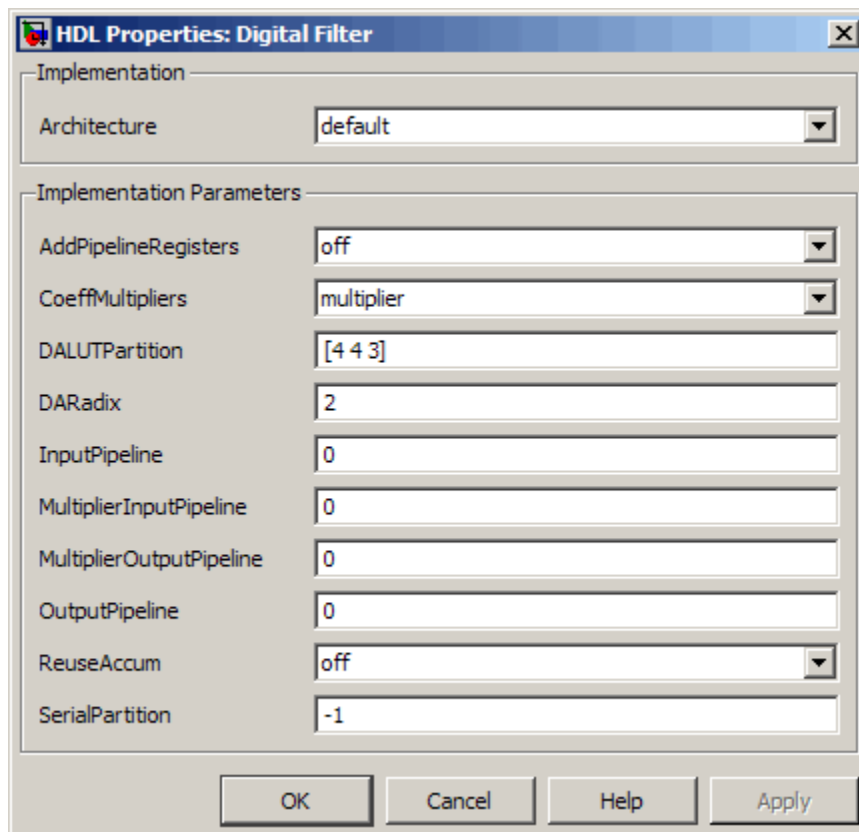 HDL Properties: Digital Filter
Implementation
Architecture default
Implementation Parameters
AddPipelineRegisters off
CoeffMultipliers multiplier
DALUTPartition [4 4 3]
DARadix 2
InputPipeline 0
MultiplierInputPipeline 0
MultiplierOutputPipeline 0
OutputPipeline 0
ReuseAccum off
SerialPartition -1
OK Cancel Help Apply